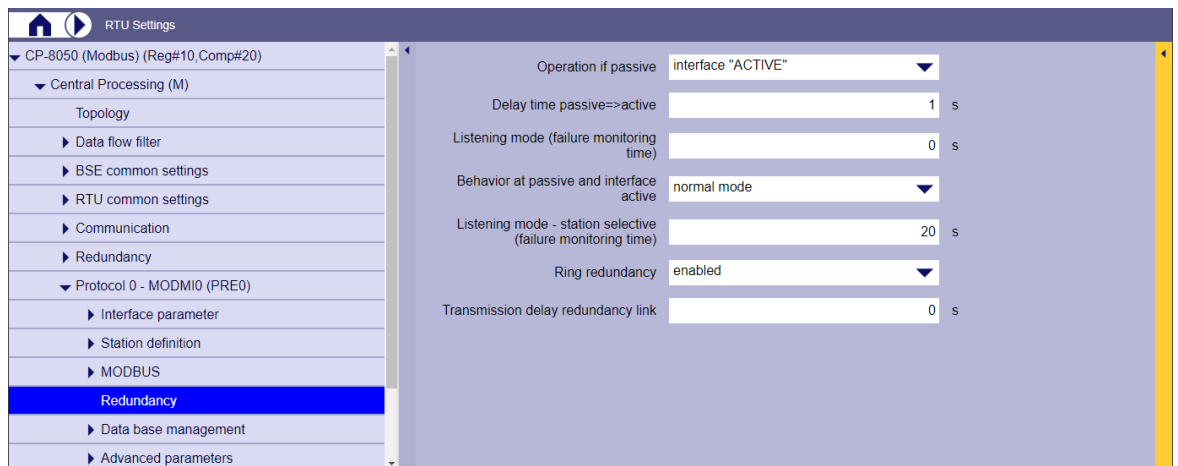 RTU Settings
CP-8050 (Modbus) (Reg#10,Comp#20)
Central Processing (M)
Topology
Data flow filter
BSE common settings
RTU common settings
Communication
Redundancy
Protocol 0 - MODMI0 (PRE0)
Interface parameter
Station definition
MODBUS
Redundancy
Data base management
Advanced parameters
Operation if passive interface "ACTIVE"
Delay time passive=>active 1 s
Listening mode (failure monitoring
time) 0 s
Behavior at passive and interface
active normal mode
Listening mode - station selective
(failure monitoring time) 20 s
Ring redundancy enabled
Transmission delay redundancy link 0 s